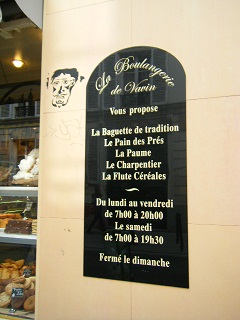 La Boulangerie
de Vavin
Vous propose
La Baguette de tradition
Le Pain des Prés
La Paume
Le Charpentier
La Flute Céréales
Du lundi au vendredi
de 7h00 à 20h00
Le samedi
de 7h00 à 19h30
Fermé le dimanche